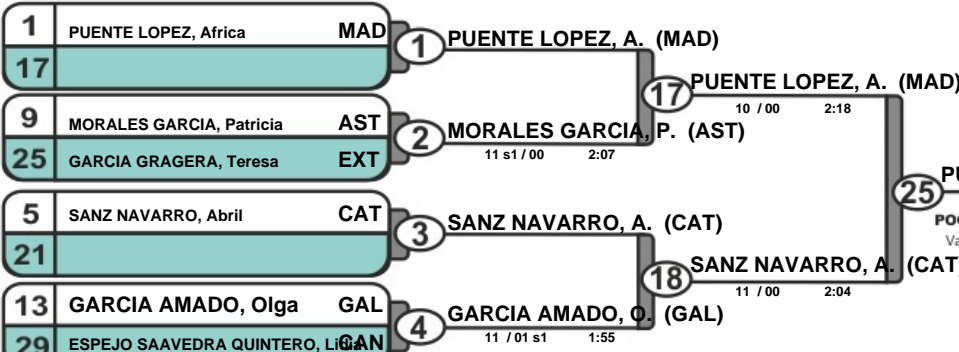 1 PUENTE LOPEZ, Africa MAD
17
1 PUENTE LOPEZ, A. (MAD)
9 MORALES GARCIA, Patricia AST
25 GARCIA GRAGERA, Teresa EXT
2 MORALES GARCIA, P. (AST)
11 s1 / 00 2:07
17 PUENTE LOPEZ, A. (MAD)
10 / 00 2:18
5 SANZ NAVARRO, Abril CAT
21
3 SANZ NAVARRO, A. (CAT)
13 GARCIA AMADO, Olga GAL
29 ESPEJO SAAVEDRA QUINTERO, CAN
4 GARCIA AMADO, O. (GAL)
11 / 01 s1 1:55
18 SANZ NAVARRO, A. (CAT)
11 / 00 2:04
25